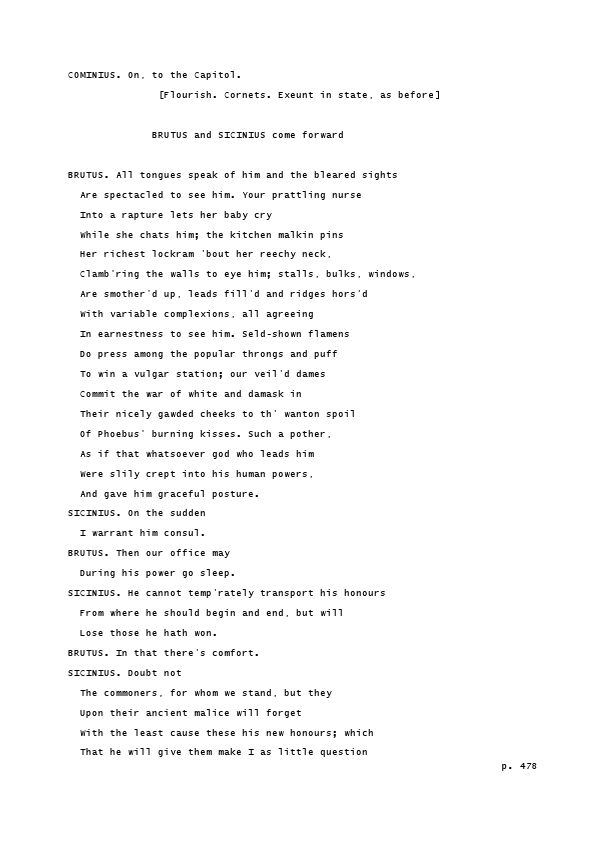 COMINIUS. On, to the Capitol.
[Flourish. Cornets. Exeunt in state, as before]
BRUTUS and SICINIUS come forward
BRUTUS. All tongues speak of him and the bleared sights
Are spectacled to see him. Your prattling nurse
Into a rapture lets her baby cry
While she chats him; the kitchen malkin pins
Her richest lockram 'bout her reechy neck,
Clamb'ring the walls to eye him; stalls, bulks, windows,
Are smother'd up, leads fill'd and ridges hors'd
With variable complexions, all agreeing
In earnestness to see him. Seld-shown flamens
Do press among the popular throngs and puff
To win a vulgar station; our veil'd dames
Commit the war of white and damask in
Their nicely gawded cheeks to th' wanton spoil
Of Phoebus' burning kisses. Such a pother,
As if that whatsoever god who leads him
Were slily crept into his human powers,
And gave him graceful posture.
SICINIUS. On the sudden
I warrant him consul.
BRUTUS. Then our office may
During his power go sleep.
SICINIUS. He cannot temp'rately transport his honours
From where he should begin and end, but will
Lose those he hath won.
BRUTUS. In that there's comfort.
SICINIUS. Doubt not
The commoners, for whom we stand, but they
Upon their ancient malice will forget
With the least cause these his new honours; which
That he will give them make I as little question
p. 478